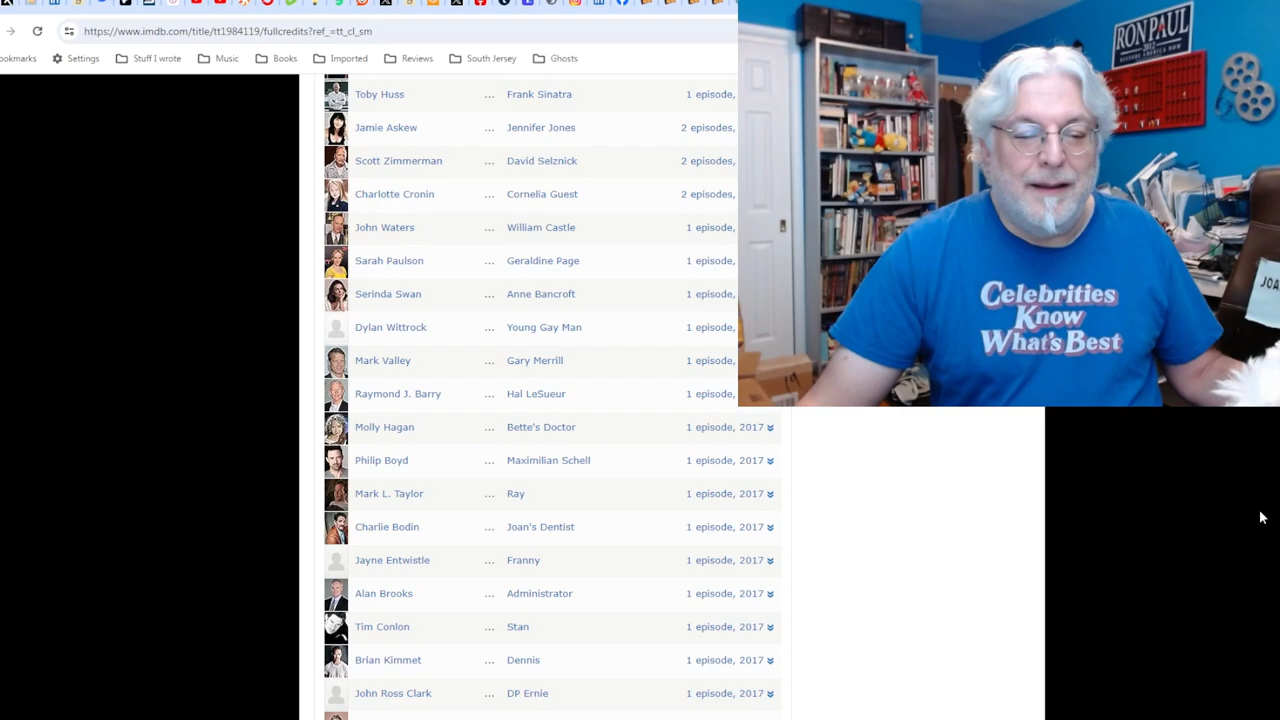 https://www.imdb.com/title/tt1984119/fullcredits?ref_=tt_cl_sm
ookmarks Settings Stuff I wrote Music Books Imported Reviews South Jersey Ghosts
Toby Huss ... Frank Sinatra 1 episode,
Jamie Askew ... Jennifer Jones 2 episodes,
Scott Zimmerman ... David Selznick 2 episodes,
Charlotte Cronin ... Cornelia Guest 2 episodes,
John Waters ... William Castle 1 episode,
Sarah Paulson ... Geraldine Page 1 episode,
Serinda Swan ... Anne Bancroft 1 episode,
Dylan Wittrock ... Young Gay Man 1 episode,
Mark Valley ... Gary Merrill 1 episode,
Raymond J. Barry ... Hal LeSueur 1 episode,
Molly Hagan ... Bette's Doctor 1 episode, 2017
Philip Boyd ... Maximilian Schell 1 episode, 2017
Mark L. Taylor ... Ray 1 episode, 2017
Charlie Bodin ... Joan's Dentist 1 episode, 2017
Jayne Entwistle ... Franny 1 episode, 2017
Alan Brooks ... Administrator 1 episode, 2017
Tim Conlon ... Stan 1 episode, 2017
Brian Kimmet ... Dennis 1 episode, 2017
John Ross Clark ... DP Ernie 1 episode, 2017
RON PAUL
2012
RESTORE AMERICA NOW
Celebrities
Know
What's Best
JOA